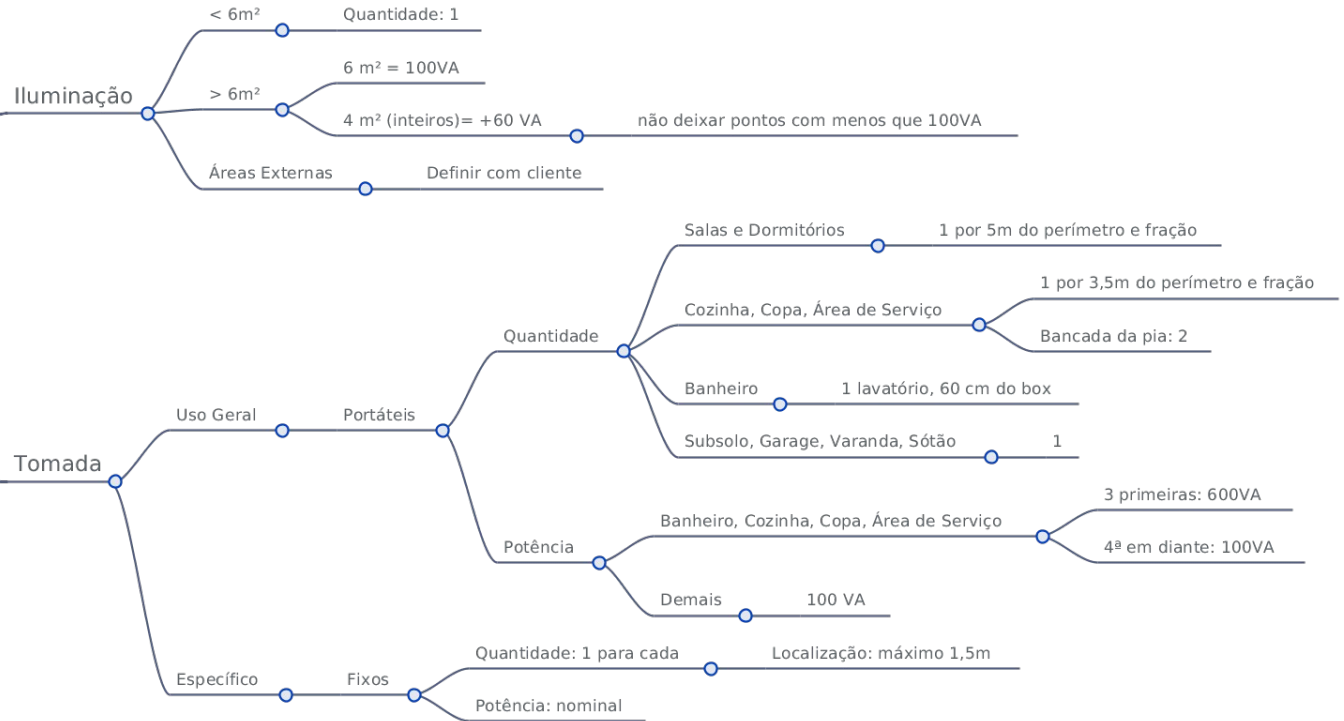 Iluminação
< 6m²
Quantidade: 1
> 6m²
6 m² = 100VA
4 m² (inteiros)= +60 VA
não deixar pontos com menos que 100VA
Áreas Externas
Definir com cliente
Tomada
Uso Geral
Portáteis
Quantidade
Salas e Dormitórios
1 por 5m do perímetro e fração
Cozinha, Copa, Área de Serviço
1 por 3,5m do perímetro e fração
Bancada da pia: 2
Banheiro
1 lavatório, 60 cm do box
Subsolo, Garage, Varanda, Sótão
1
Potência
Banheiro, Cozinha, Copa, Área de Serviço
3 primeiras: 600VA
4ª em diante: 100VA
Demais
100 VA
Específico
Fixos
Quantidade: 1 para cada
Localização: máximo 1,5m
Potência: nominal